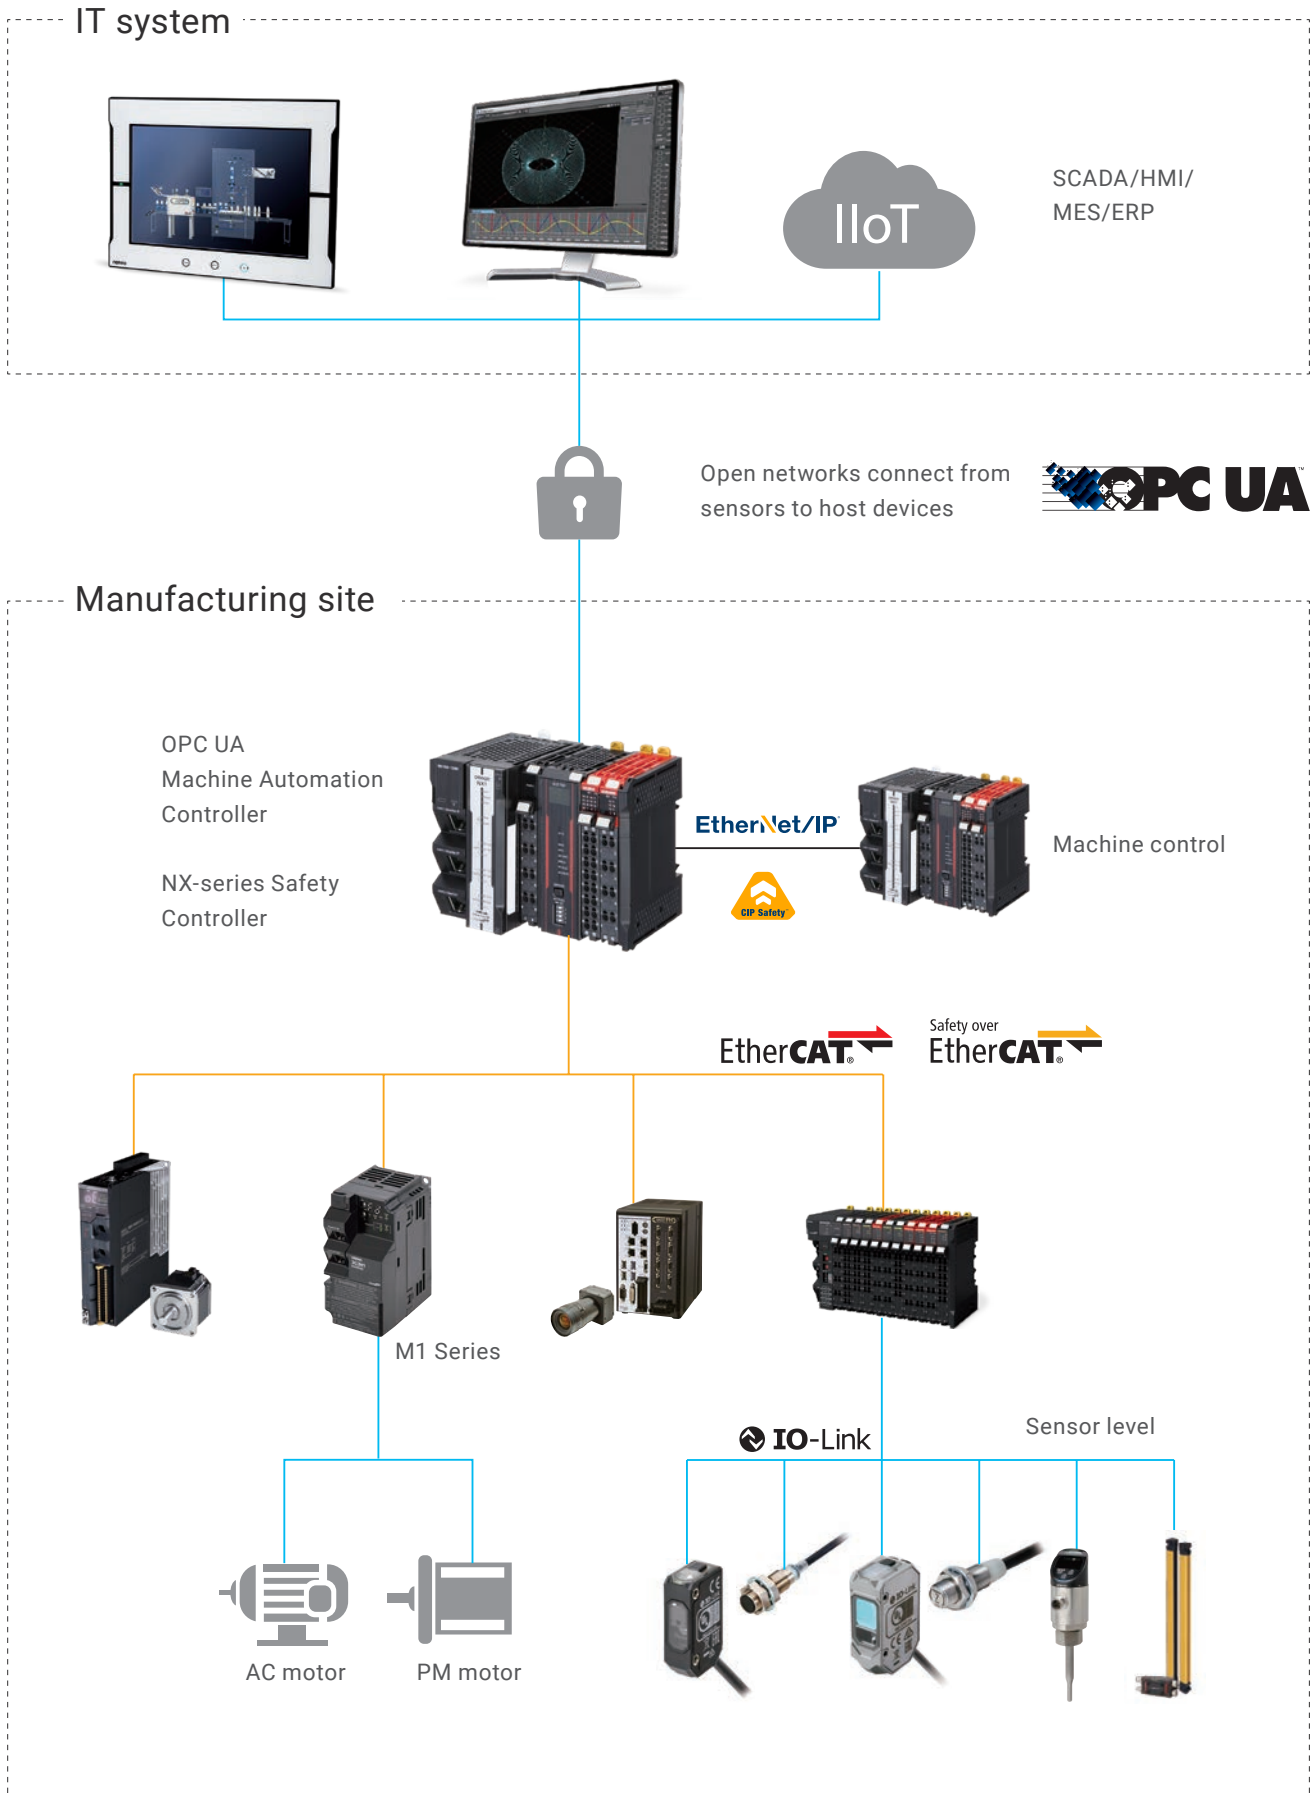 IT system
IIoT
SCADA/HMI/
MES/ERP
Open networks connect from
sensors to host devices
OPC UA
Manufacturing site
OPC UA
Machine Automation
Controller
NX-series Safety
Controller
EtherNet/IP
CIP Safety
Machine control
EtherCAT®
Safety over
EtherCAT®
M1 Series
IO-Link
Sensor level
AC motor
PM motor